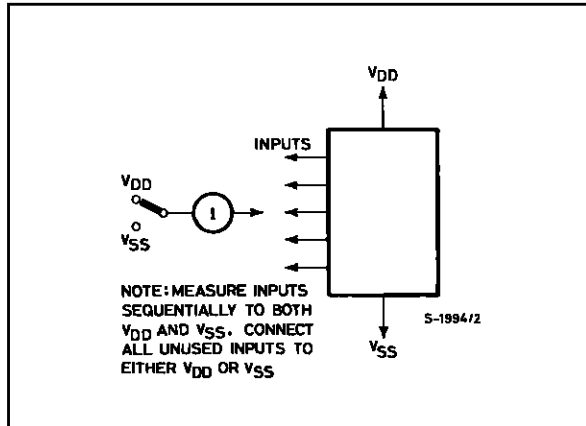 VDD
INPUTS
VDD
I
VSS
NOTE: MEASURE INPUTS
SEQUENTIALLY TO BOTH
VDD AND VSS. CONNECT
ALL UNUSED INPUTS TO
EITHER VDD OR VSS
S-1994/2
VSS